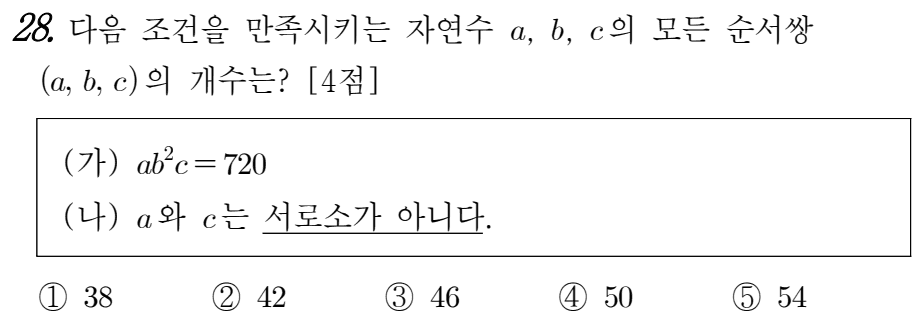 28. 다음 조건을 만족시키는 자연수 a, b, c의 모든 순서쌍
(a, b, c)의 개수는? [4점]
(가) ab²c=720
(나) a와 c는 서로소가 아니다.
① 38 ② 42 ③ 46 ④ 50 ⑤ 54